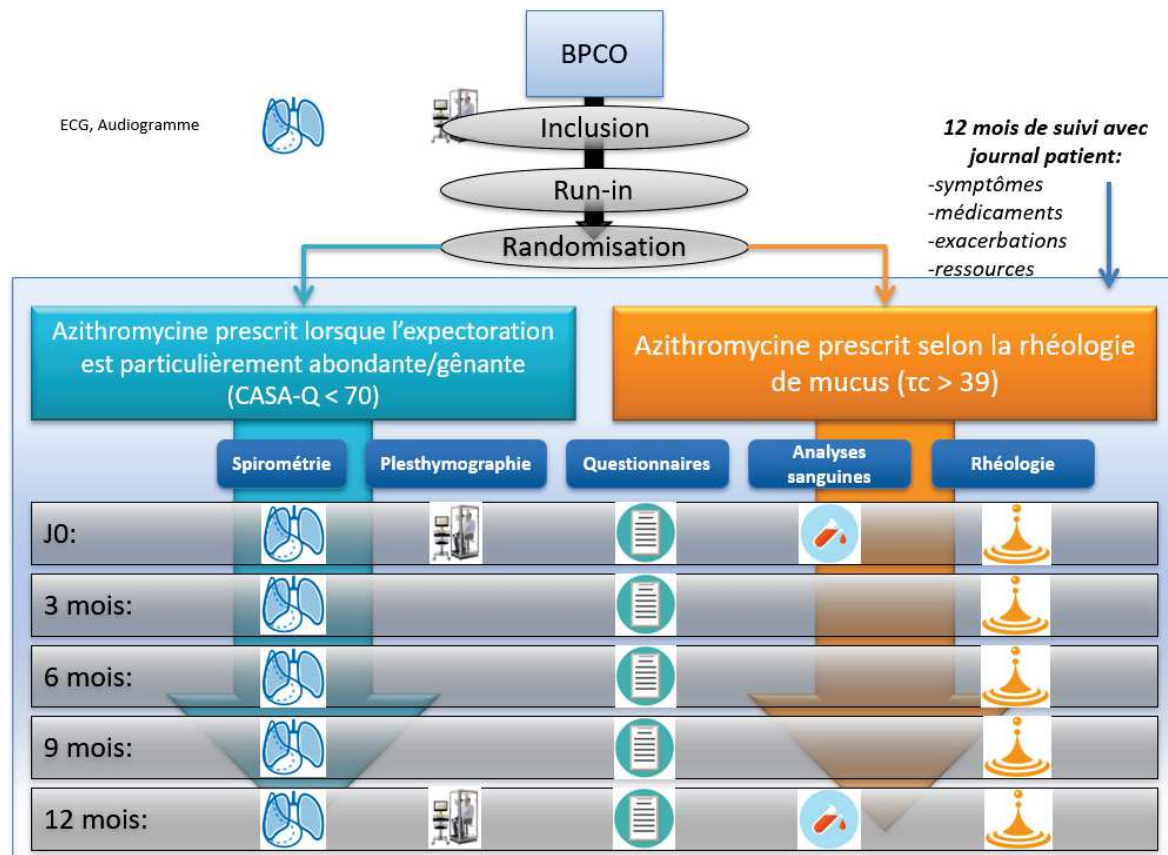 BPCO
ECG, Audiogramme
Inclusion
Run-in
Randomisation
12 mois de suivi avec
journal patient:
-symptômes
-médicaments
-exacerbations
-ressources
Azithromycine prescrit lorsque l’expectoration
est particulièrement abondante/gênante
(CASA-Q < 70)
Azithromycine prescrit selon la rhéologie
de mucus (τc > 39)
Spirométrie
Plesthymographie
Questionnaires
Analyses
sanguines
Rhéologie
J0:
3 mois:
6 mois:
9 mois:
12 mois: